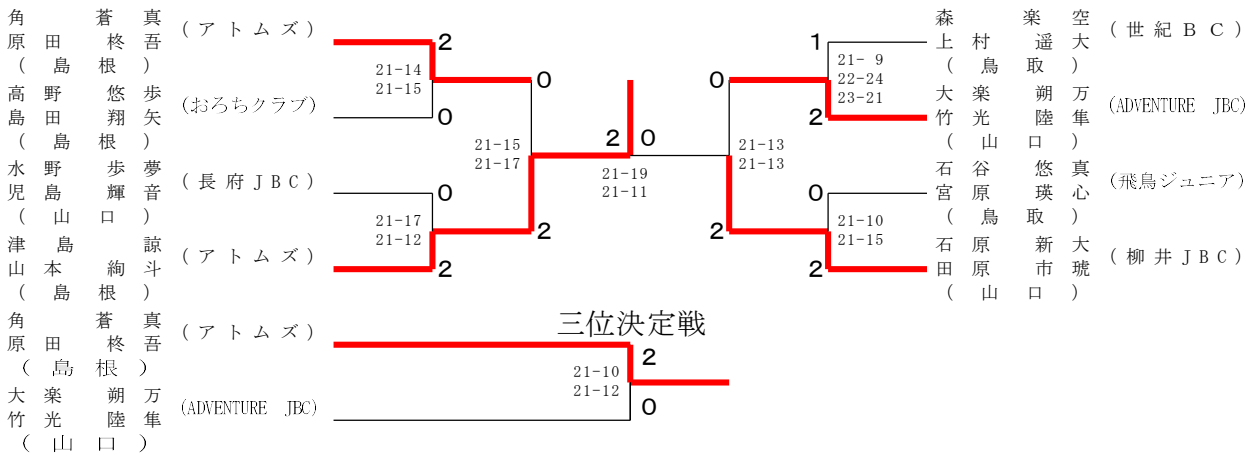 角 蒼 真
原 田 柊 吾
( 島 根 )
( ア ト ム ズ )
高 野 悠 歩
島 田 翔 矢
( 島 根 )
(おろちクラブ)
水 野 歩 夢
児 島 輝 音
( 山 口 )
( 長 府 J B C )
津 島 諒
山 本 絢 斗
( 島 根 )
( ア ト ム ズ )
2
21-14
21-15
0
0
21-17
21-12
2
0
21-15
21-17
2
2 0
21-19
21-11
0
21-13
21-13
2
1
21- 9
22-24
23-21
2
0
21-10
21-15
2
森 楽 空
上 村 遥 大
( 鳥 取 )
( 世 紀 B C )
大 楽 朔 万
竹 光 陸 隼
( 山 口 )
(ADVENTURE JBC)
石 谷 悠 真
宮 原 瑛 心
( 鳥 取 )
(飛鳥ジュニア)
石 原 新 大
田 原 市 琥
( 山 口 )
( 柳 井 J B C )
三位決定戦
角 蒼 真
原 田 柊 吾
( 島 根 )
( ア ト ム ズ )
大 楽 朔 万
竹 光 陸 隼
( 山 口 )
(ADVENTURE JBC)
2
21-10
21-12
0